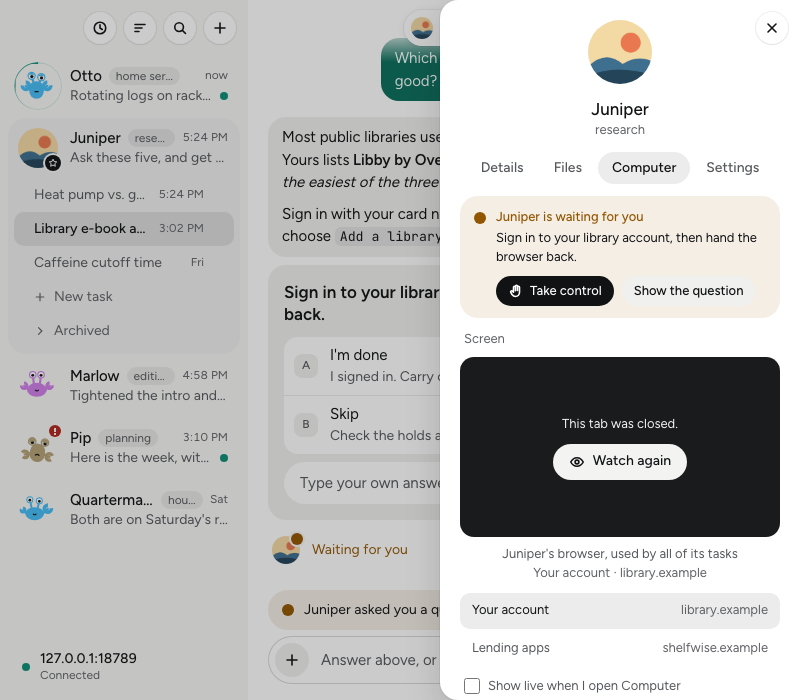 Otto home ser... now
Rotating logs on rack...
Juniper rese... 5:24 PM
Ask these five, and get ...
Heat pump vs. g... 5:24 PM
Library e-book a... 3:02 PM
Caffeine cutoff time Fri
New task
Archived
Marlow editi... 4:58 PM
Tightened the intro and...
Pip planning 3:10 PM
Here is the week, wit...
Quarterma... hou... Sat
Both are on Saturday's r...
127.0.0.1:18789
Connected
Which
good?
Most public libraries use
Yours lists Libby by Ove
the easiest of the three
Sign in with your card n
choose Add a library
Sign in to your librar
back.
A I'm done
I signed in. Carry
B Skip
Check the holds a
Type your own answe
Waiting for you
Juniper asked you a q
Answer above, or
Juniper
research
Details Files Computer Settings
Juniper is waiting for you
Sign in to your library account, then hand the
browser back.
Take control Show the question
Screen
This tab was closed.
Watch again
Juniper's browser, used by all of its tasks
Your account · library.example
Your account library.example
Lending apps shelfwise.example
Show live when I open Computer